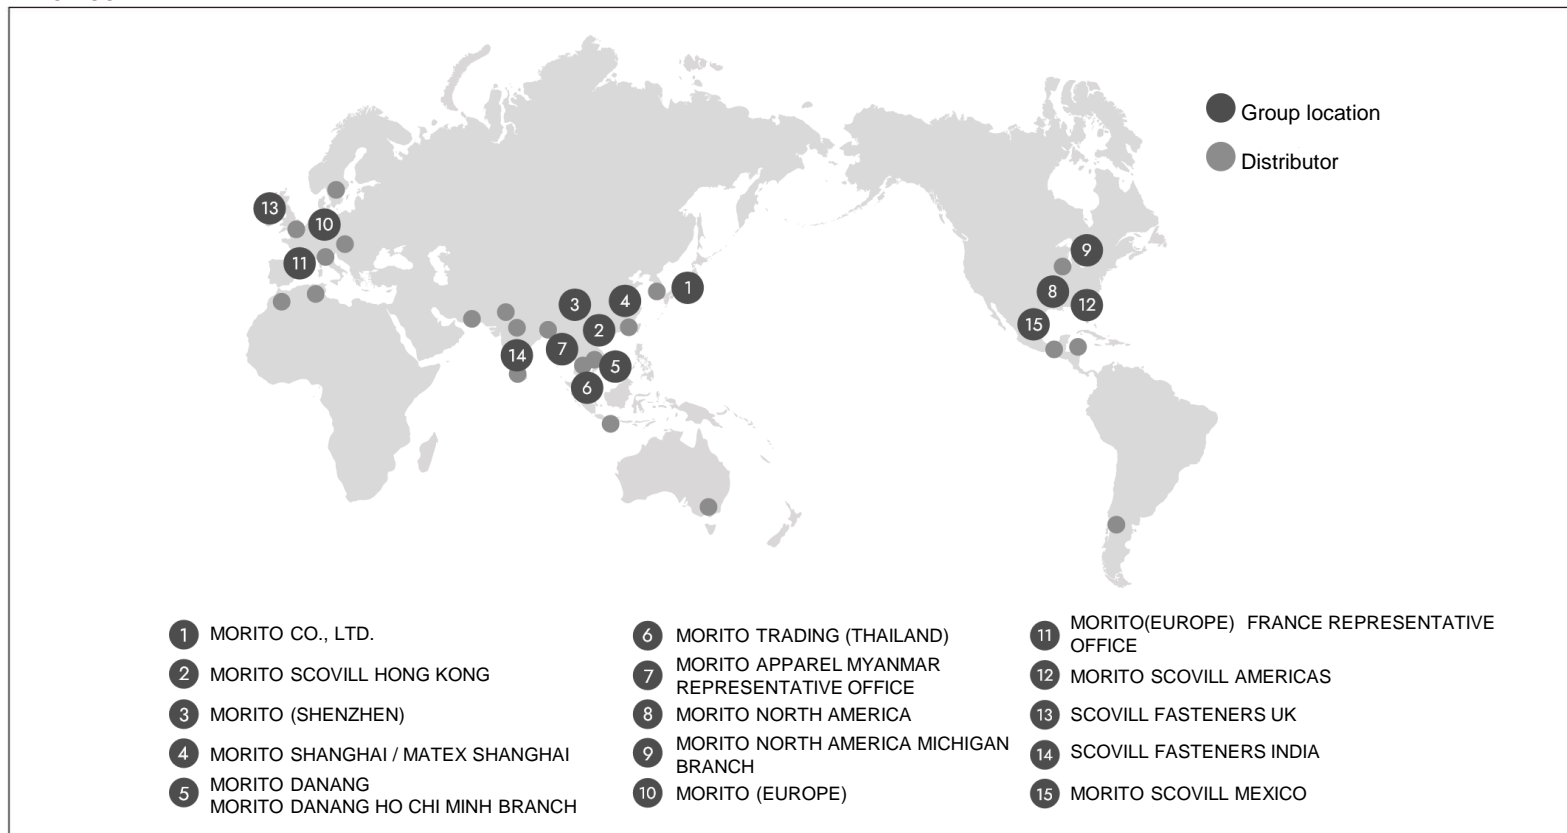 Group location
Distributor
13
10
11
9
1
8
12
3
4
15
2
7
14
5
6
1 MORITO CO., LTD.
2 MORITO SCOVILL HONG KONG
3 MORITO (SHENZHEN)
4 MORITO SHANGHAI / MATEX SHANGHAI
5 MORITO DANANG
MORITO DANANG HO CHI MINH BRANCH
6 MORITO TRADING (THAILAND)
7 MORITO APPAREL MYANMAR
REPRESENTATIVE OFFICE
8 MORITO NORTH AMERICA
9 MORITO NORTH AMERICA MICHIGAN
BRANCH
10 MORITO (EUROPE)
11 MORITO(EUROPE) FRANCE REPRESENTATIVE
OFFICE
12 MORITO SCOVILL AMERICAS
13 SCOVILL FASTENERS UK
14 SCOVILL FASTENERS INDIA
15 MORITO SCOVILL MEXICO